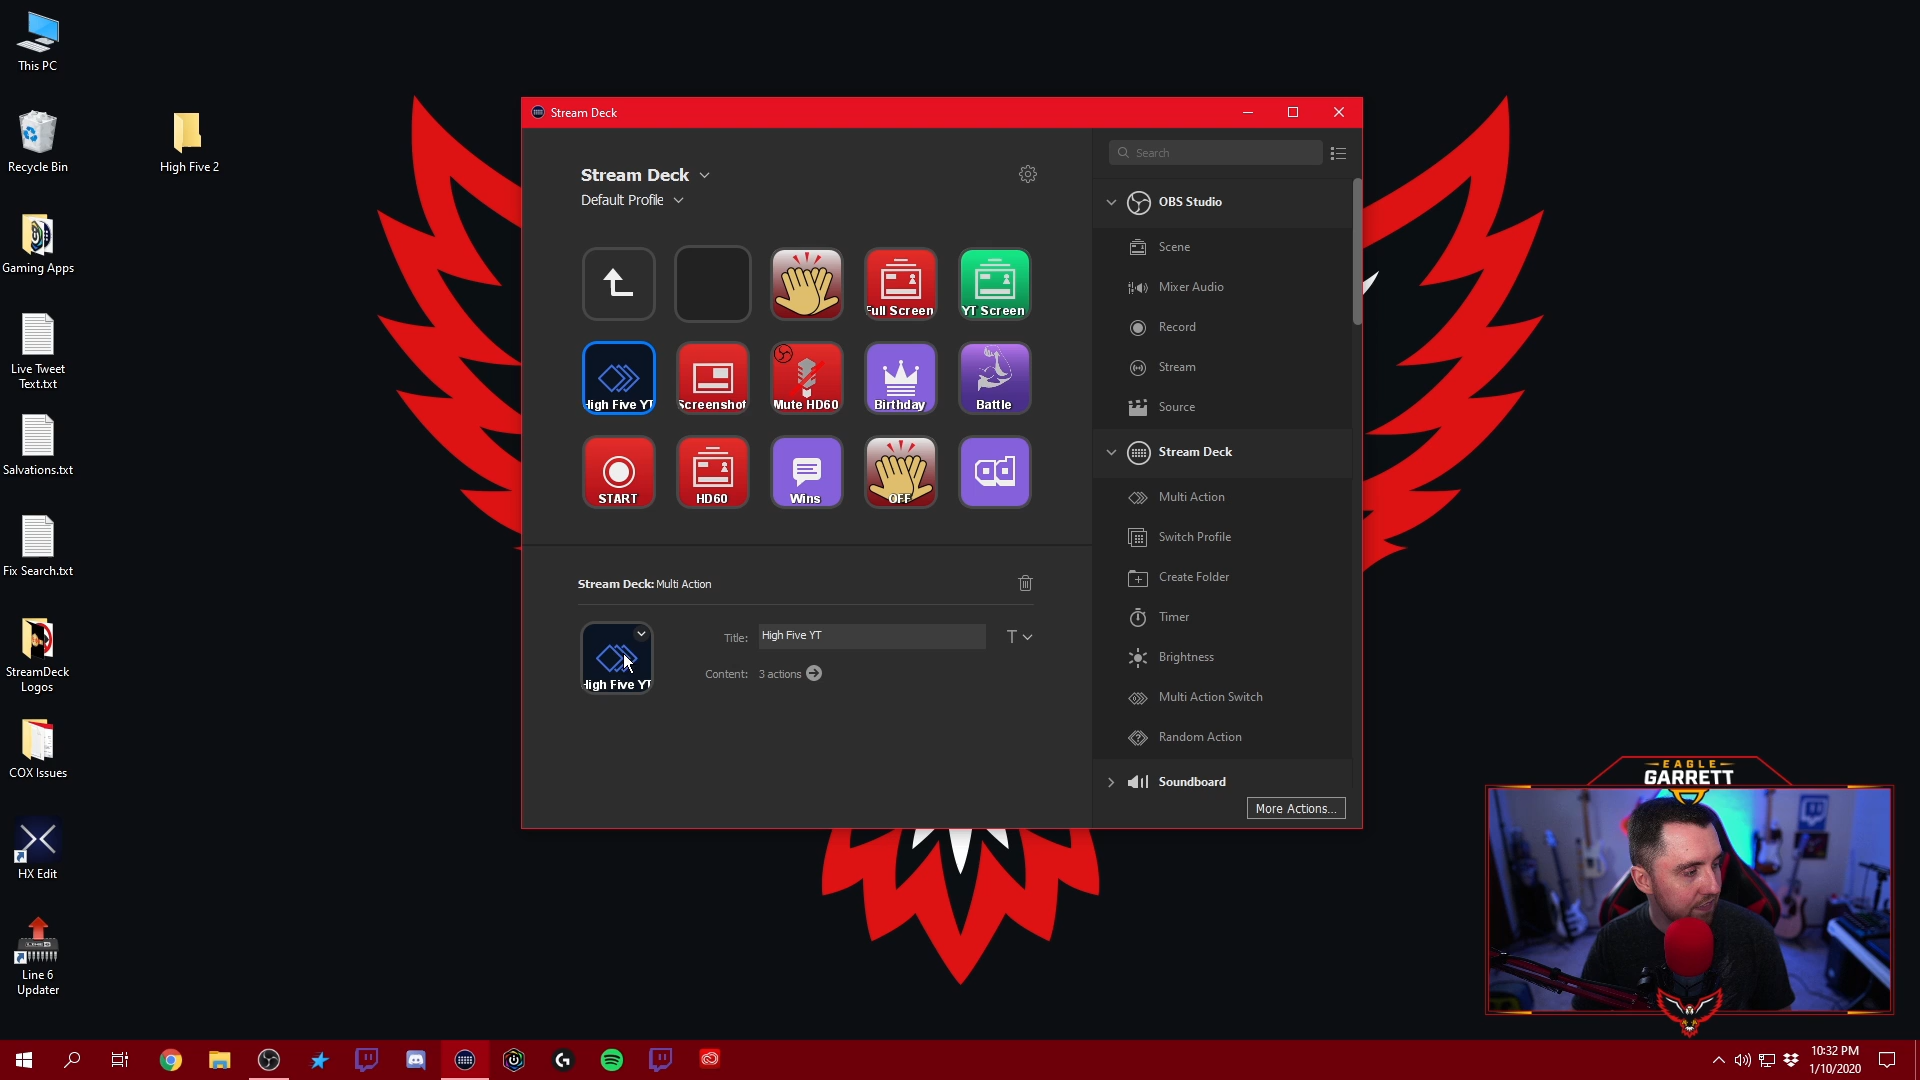 This PC
Recycle Bin
High Five 2
Gaming Apps
Live Tweet
Text.txt
Salvations.txt
Fix Search.txt
StreamDeck
Logos
COX Issues
HX Edit
Line 6
Updater
Stream Deck
Stream Deck
Default Profile
Full Screen
YT Screen
High Five YT
Screenshot
Mute HD60
Birthday
Battle
START
HD60
Wins
OFF
ad
Stream Deck: Multi Action
High Five YT
Title: High Five YT
T
Content: 3 actions
Search
OBS Studio
Scene
Mixer Audio
Record
Stream
Source
Stream Deck
Multi Action
Switch Profile
Create Folder
Timer
Brightness
Multi Action Switch
Random Action
Soundboard
More Actions...
EAGLE
GARRETT
10:32 PM
1/10/2020